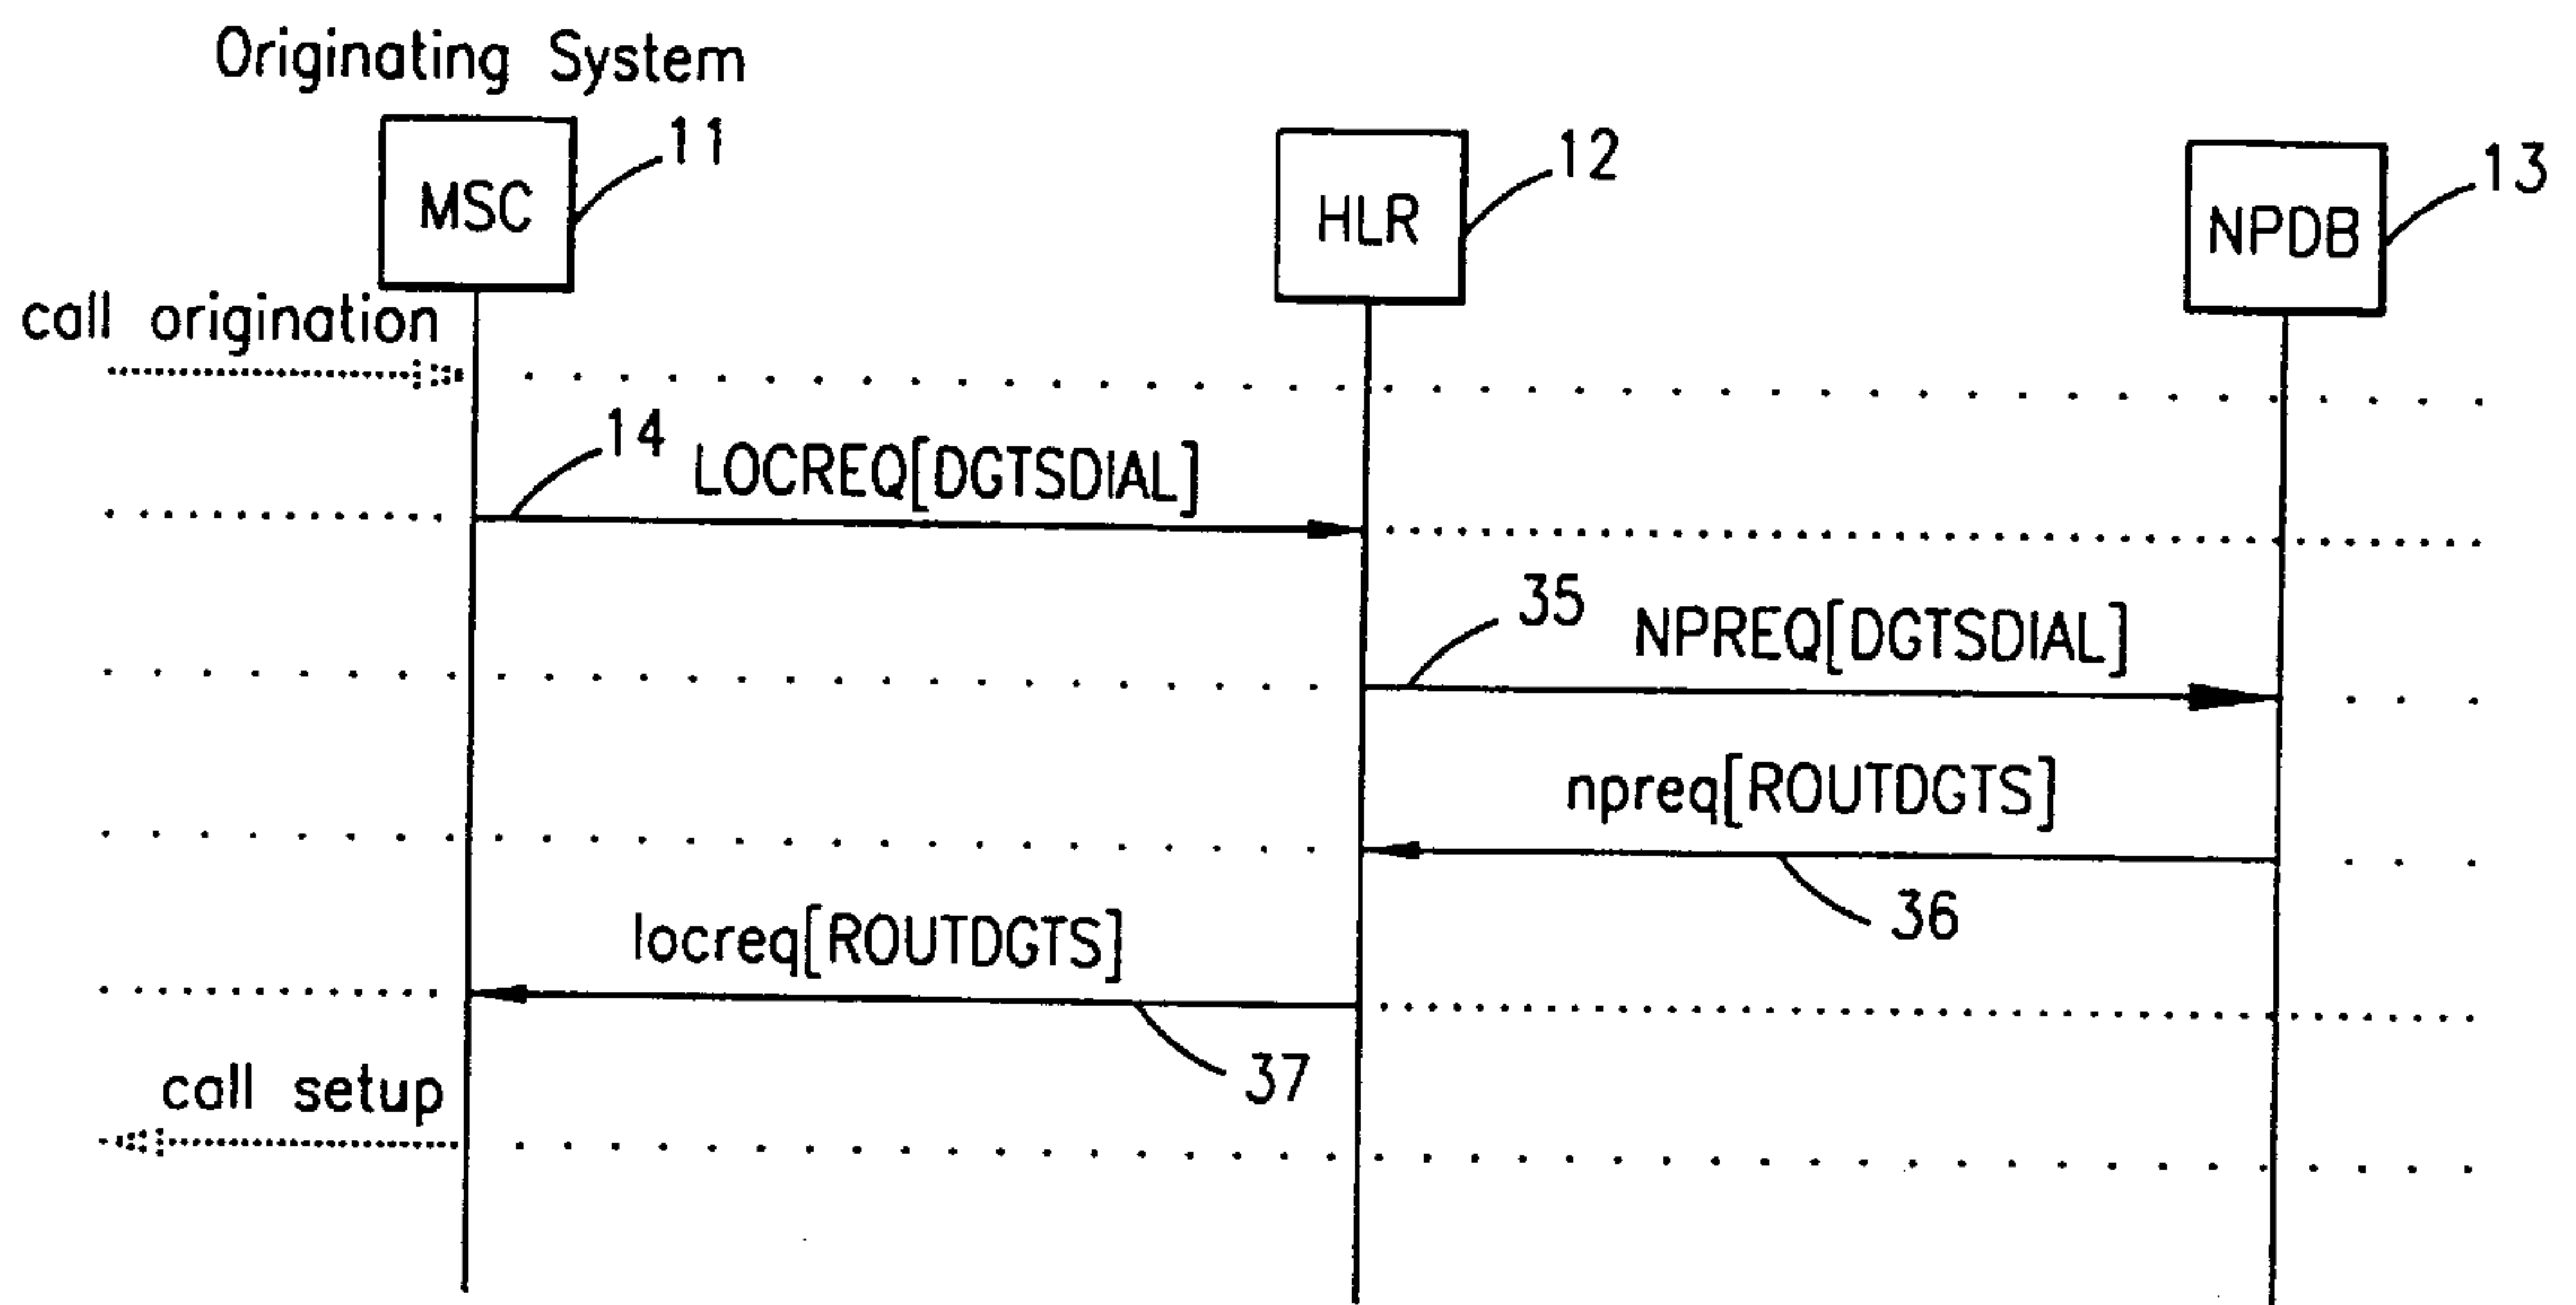 Originating System
MSC
11
HLR
12
NPDB
13
call origination
14
LOCREQ[DGTSDIAL]
35
NPREQ[DGTSDIAL]
npreq[ROUTDGTS]
36
locreq[ROUTDGTS]
37
call setup